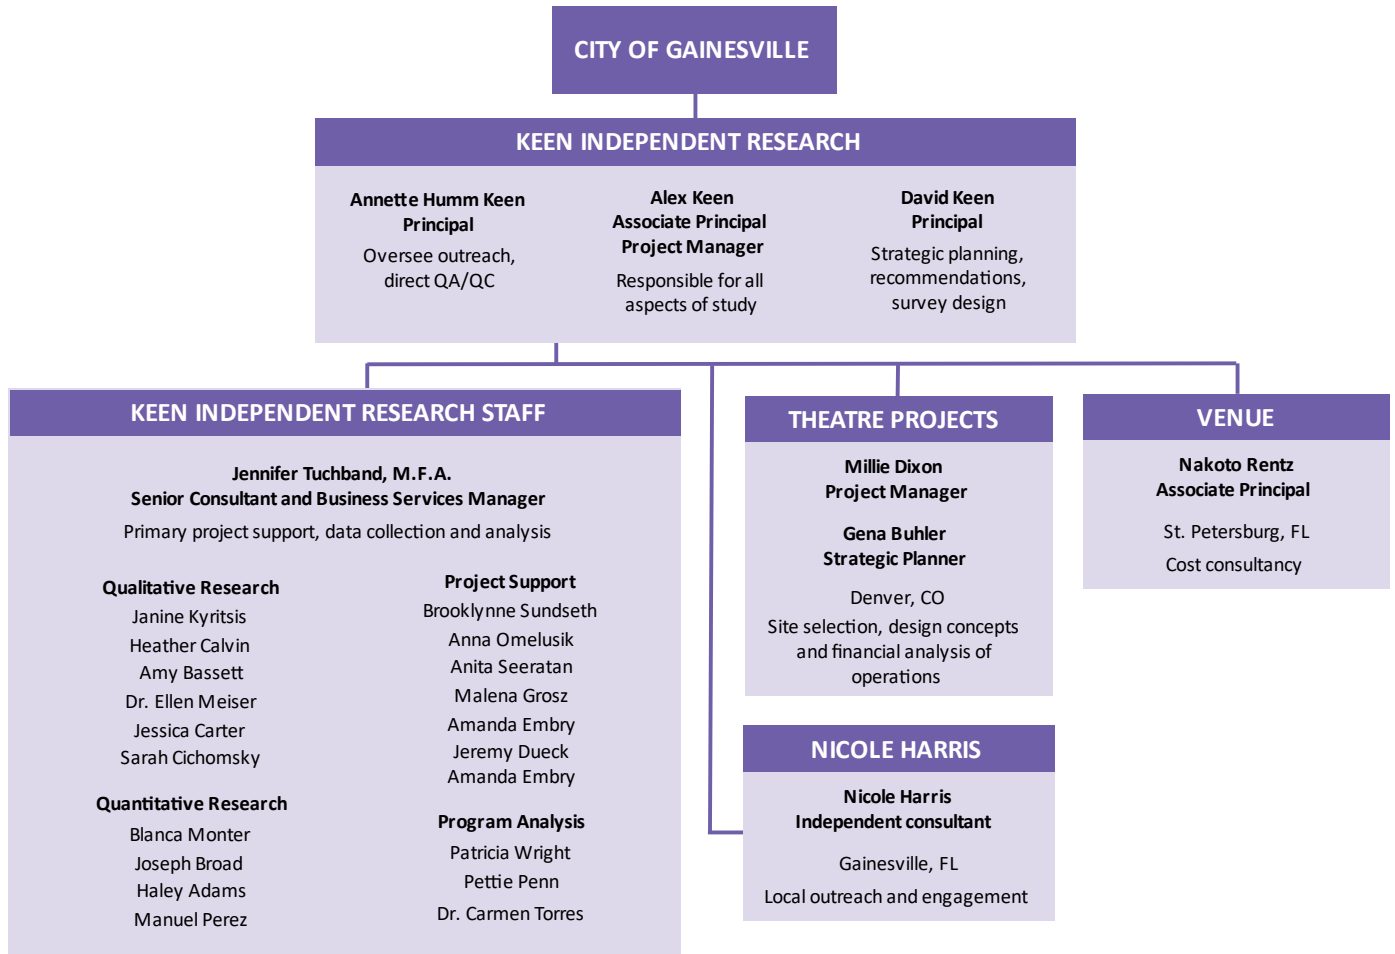 CITY OF GAINESVILLE
KEEN INDEPENDENT RESEARCH
Annette Humm Keen
Principal
Oversee outreach,
direct QA/QC
Alex Keen
Associate Principal
Project Manager
Responsible for all
aspects of study
David Keen
Principal
Strategic planning,
recommendations,
survey design
KEEN INDEPENDENT RESEARCH STAFF
Jennifer Tuchband, M.F.A.
Senior Consultant and Business Services Manager
Primary project support, data collection and analysis
Qualitative Research
Janine Kyritsis
Heather Calvin
Amy Bassett
Dr. Ellen Meiser
Jessica Carter
Sarah Cichomsky
Quantitative Research
Blanca Monter
Joseph Broad
Haley Adams
Manuel Perez
Project Support
Brooklynne Sundseth
Anna Omelusik
Anita Seeratan
Malena Grosz
Amanda Embry
Jeremy Dueck
Amanda Embry
Program Analysis
Patricia Wright
Pettie Penn
Dr. Carmen Torres
THEATRE PROJECTS
Millie Dixon
Project Manager
Gena Buhler
Strategic Planner
Denver, CO
Site selection, design concepts
and financial analysis of
operations
NICOLE HARRIS
Nicole Harris
Independent consultant
Gainesville, FL
Local outreach and engagement
VENUE
Nakoto Rentz
Associate Principal
St. Petersburg, FL
Cost consultancy